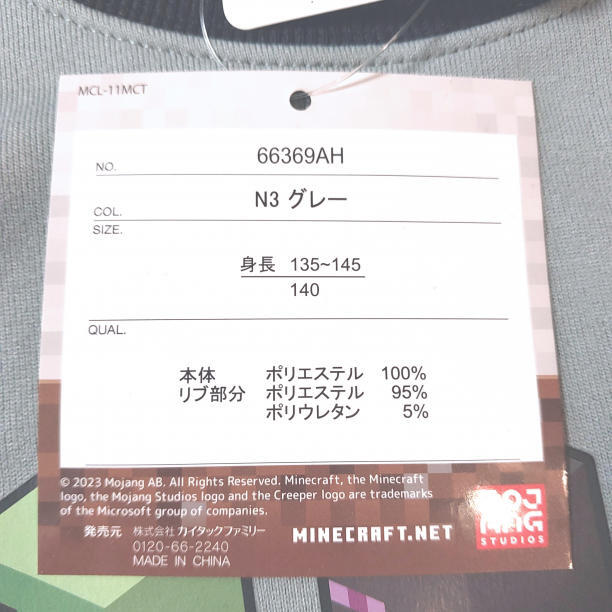 MCL-11MCT
NO. 66369AH
COL. N3 グレー
SIZE.
身長 135~145
140
QUAL.
本体 ポリエステル 100%
リブ部分 ポリエステル 95%
ポリウレタン 5%
© 2023 Mojang AB. All Rights Reserved. Minecraft, the Minecraft
logo, the Mojang Studios logo and the Creeper logo are trademarks
of the Microsoft group of companies.
発売元 株式会社 カイタックファミリー
0120-66-2240
MADE IN CHINA
MINECRAFT.NET
MOJ
ANG
STUDIOS